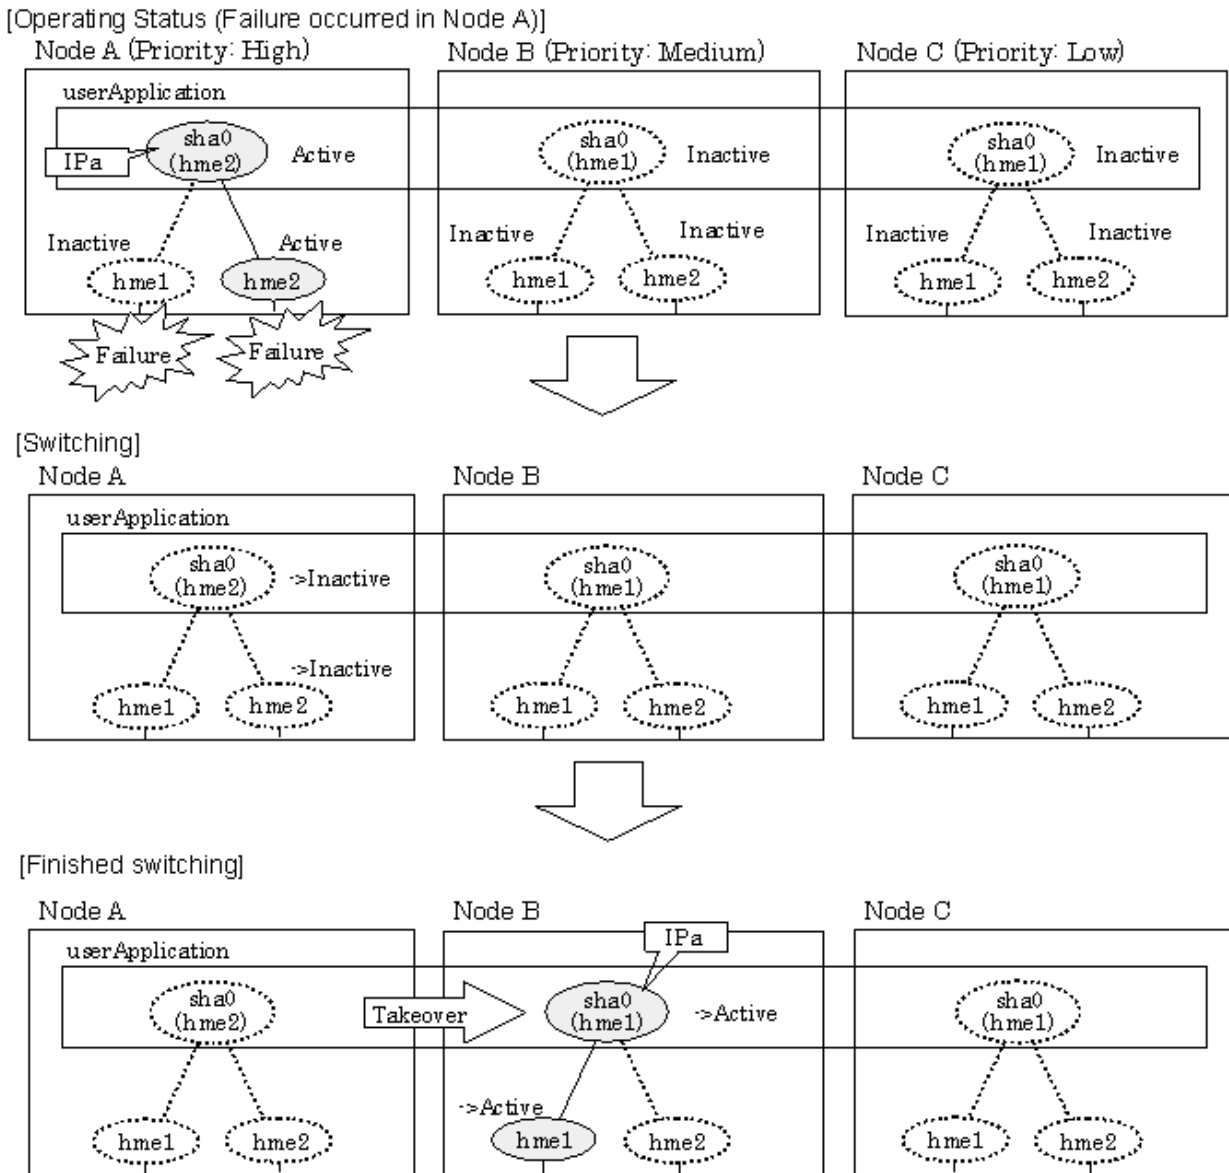 [Operating Status (Failure occurred in Node A)]
Node A (Priority: High)
Node B (Priority: Medium)
Node C (Priority: Low)
userApplication
sha0
(hme2)
IPa
Active
sha0
(hme1)
Inactive
sha0
(hme1)
Inactive
Inactive
Active
Inactive
Inactive
Inactive
Inactive
hme1
hme2
hme1
hme2
hme1
hme2
Failure
Failure
[Switching]
Node A
Node B
Node C
userApplication
sha0
(hme2)
->Inactive
sha0
(hme1)
sha0
(hme1)
->Inactive
hme1
hme2
hme1
hme2
hme1
hme2
[Finished switching]
Node A
Node B
Node C
IPa
userApplication
sha0
(hme2)
Takeover
sha0
(hme1)
->Active
sha0
(hme1)
->Active
hme1
hme2
hme1
hme2
hme1
hme2